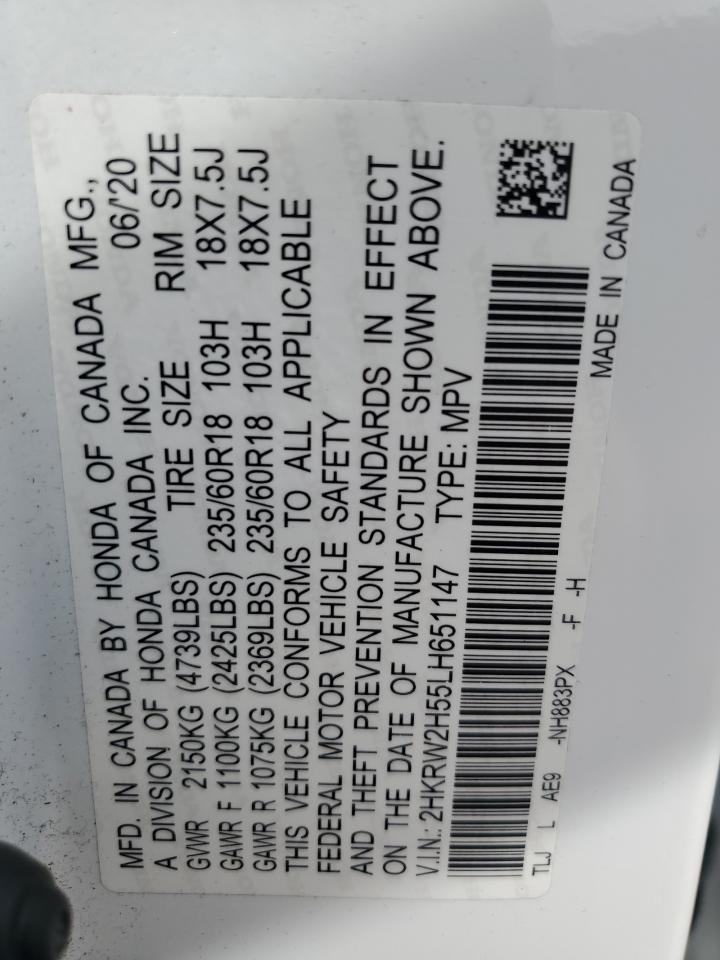 MFD. IN CANADA BY HONDA OF CANADA MFG.,
A DIVISION OF HONDA CANADA INC. 06/'20
GVWR 2150KG (4739LBS) TIRE SIZE RIM SIZE
GAWR F 1100KG (2425LBS) 235/60R18 103H 18X7.5J
GAWR R 1075KG (2369LBS) 235/60R18 103H 18X7.5J
THIS VEHICLE CONFORMS TO ALL APPLICABLE
FEDERAL MOTOR VEHICLE SAFETY
AND THEFT PREVENTION STANDARDS IN EFFECT
ON THE DATE OF MANUFACTURE SHOWN ABOVE.
V.I.N.: 2HKRW2H55LH651147 TYPE: MPV
TLJ L AE9 -NH883PX -F -H
MADE IN CANADA